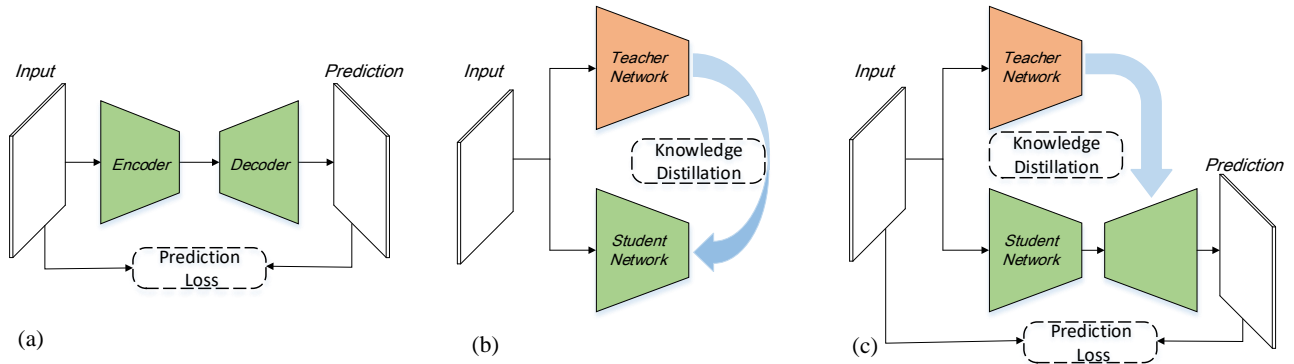 Input
Prediction
Encoder
Decoder
Prediction
Loss
(a)
Input
Teacher
Network
Knowledge
Distillation
Student
Network
(b)
Input
Teacher
Network
Knowledge
Distillation
Prediction
Student
Network
Prediction
Loss
(c)